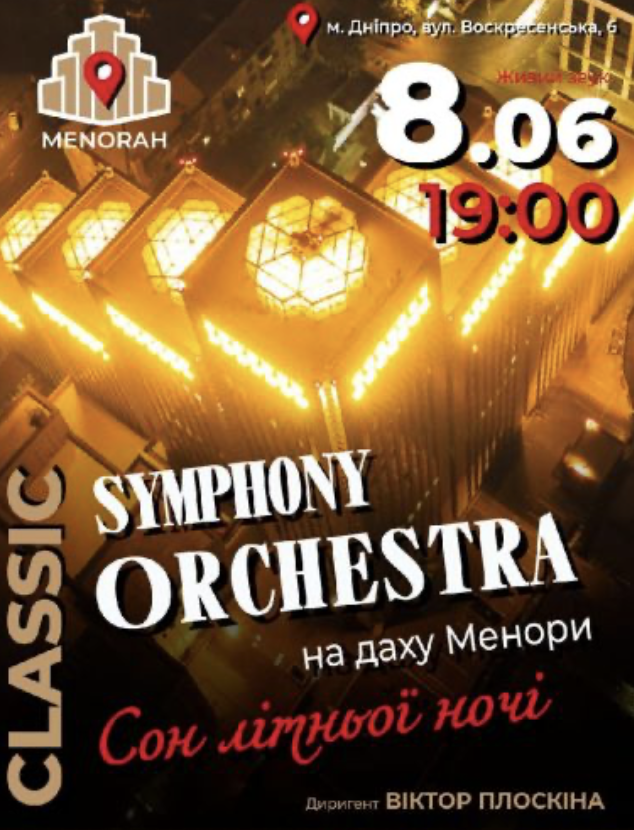 м. Дніпро, вул. Воскресенська, 6
MENORAH
Живий звук
8.06
19:00
CLASSIC
SYMPHONY
ORCHESTRA
на даху Менори
Сон літньої ночі
Диригент ВІКТОР ПЛОСКІНА